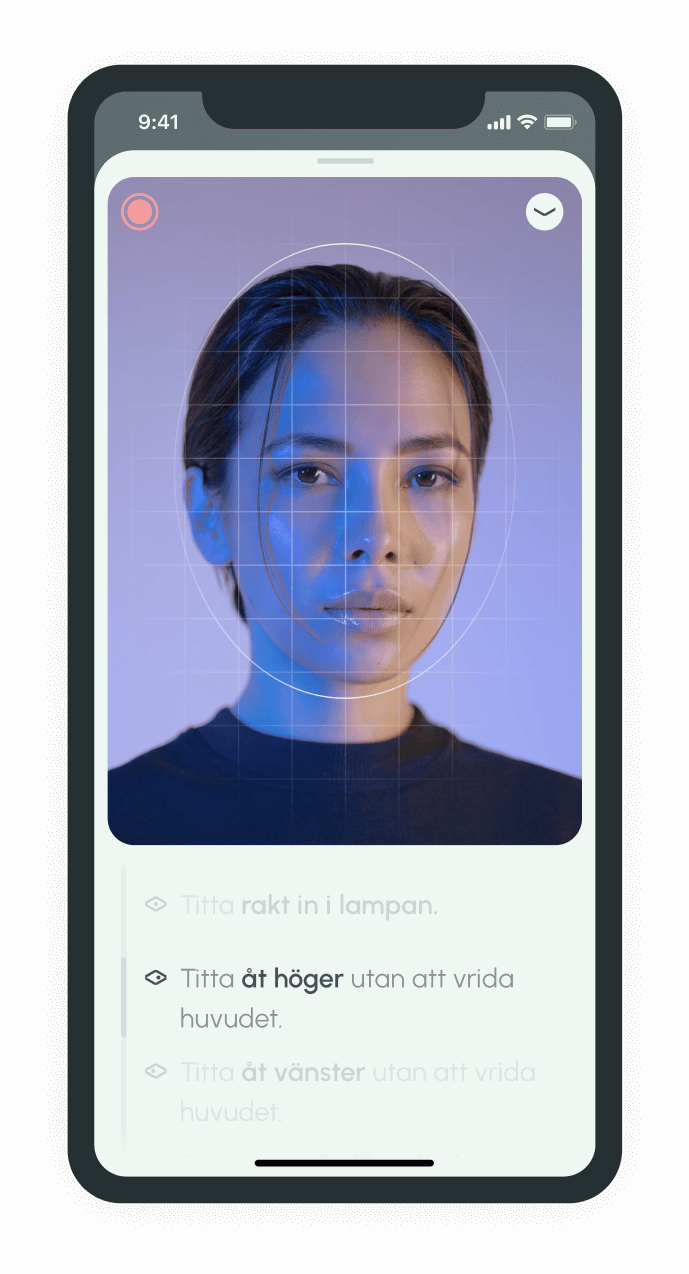 9:41
Titta rakt in i lampan.
Titta åt höger utan att vrida
huvudet.
Titta åt vänster utan att vrida
huvudet.